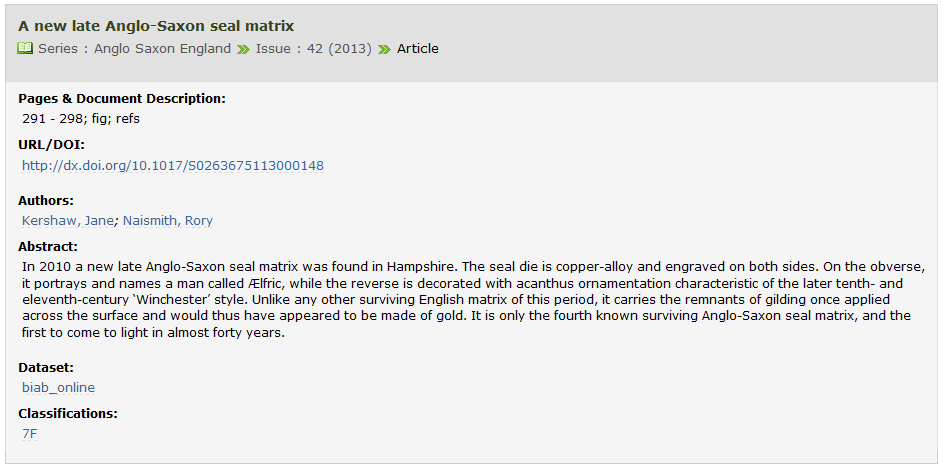 A new late Anglo-Saxon seal matrix
Series : Anglo Saxon England Issue : 42 (2013) Article
Pages & Document Description:
291 - 298; fig; refs
URL/DOI:
http://dx.doi.org/10.1017/S0263675113000148
Authors:
Kershaw, Jane; Naismith, Rory
Abstract:
In 2010 a new late Anglo-Saxon seal matrix was found in Hampshire. The seal die is copper-alloy and engraved on both sides. On the obverse,
it portrays and names a man called Ælfric, while the reverse is decorated with acanthus ornamentation characteristic of the later tenth- and
eleventh-century ‘Winchester’ style. Unlike any other surviving English matrix of this period, it carries the remnants of gilding once applied
across the surface and would thus have appeared to be made of gold. It is only the fourth known surviving Anglo-Saxon seal matrix, and the
first to come to light in almost forty years.
Dataset:
biab_online
Classifications:
7F